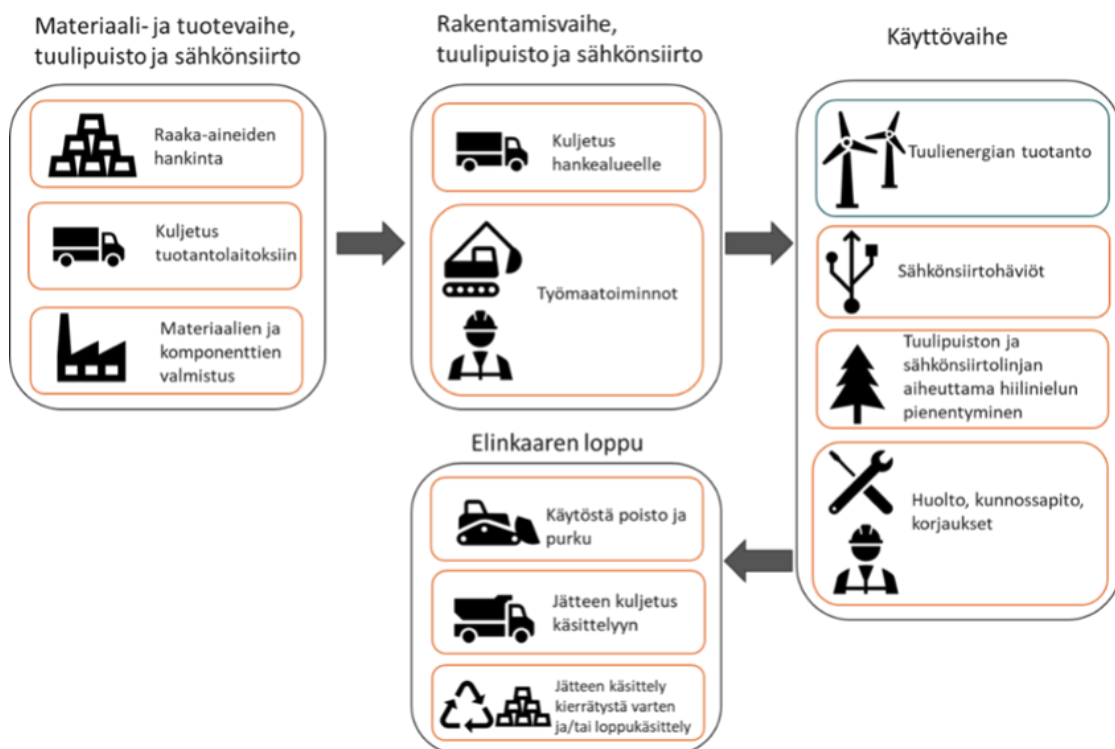 Materiaali- ja tuotevaihe,
tuulipuisto ja sähkönsiirto
Raaka-aineiden
hankinta
Kuljetus
tuotantolaitoksiin
Materiaalien ja
komponenttien
valmistus
Rakentamisvaihe,
tuulipuisto ja sähkönsiirto
Kuljetus
hankealueelle
Työmaatoiminnot
Käyttövaihe
Tuulienergian tuotanto
Sähkönsiirtohäviöt
Tuulipuiston ja
sähkönsiirtolinjan
aiheuttama hiilinielun
pienentyminen
Huolto, kunnossapito,
korjaukset
Elinkaaren loppu
Käytöstä poisto ja
purku
Jätteen kuljetus
käsittelyyn
Jätteen käsittely
kierrätystä varten
ja/tai loppukäsittely